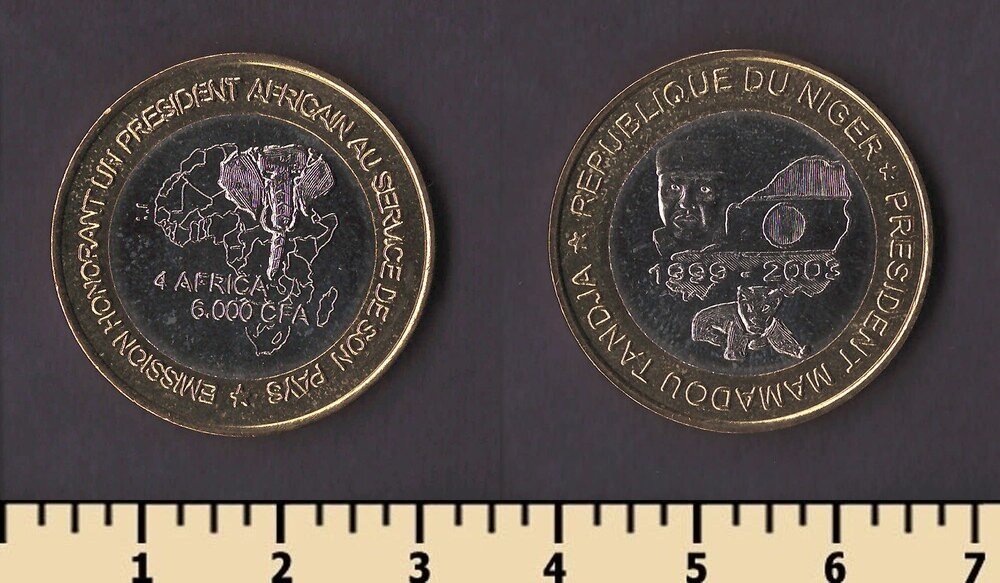 EMISSION HONORANT UN PRESIDENT AFRICAIN AU SERVICE DE SON PAYS
4 AFRICA
6.000 CFA
REPUBLIQUE DU NIGER * PRESIDENT MAMADOU TANDJA *
1999 - 2003
1 2 3 4 5 6 7